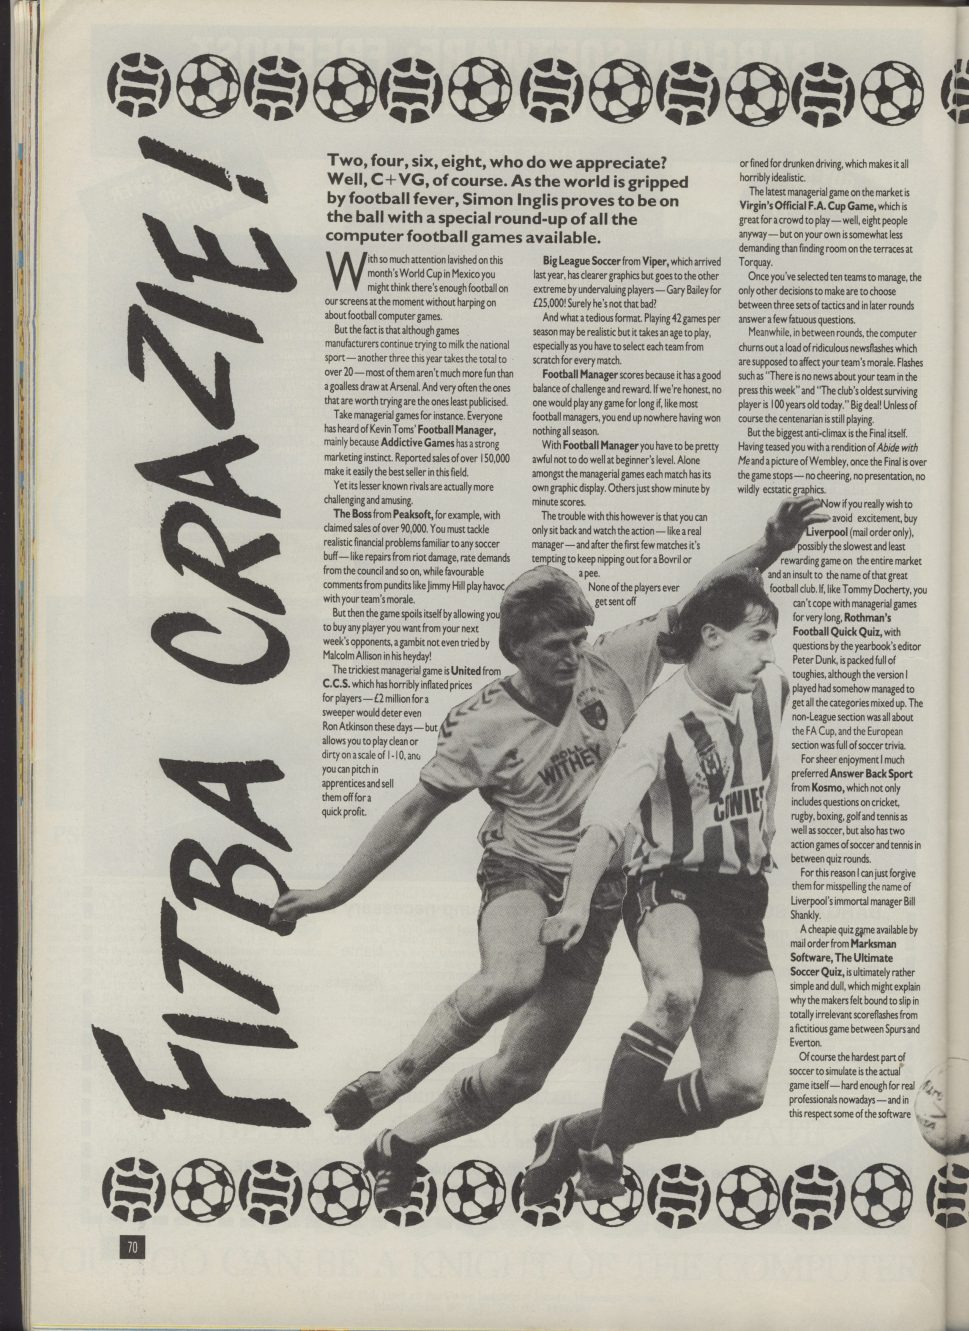 FITBA CRAZIE!
Two, four, six, eight, who do we appreciate?
Well, C+VG, of course. As the world is gripped
by football fever, Simon Inglis proves to be on
the ball with a special round-up of all the
computer football games available.
With so much attention lavished on this
month's World Cup in Mexico you
might think there's enough football on
our screens at the moment without harping on
about football computer games.
But the fact is that although games
manufacturers continue trying to milk the national
sport — another three this year takes the total to
over 20 — most of them aren't much more fun than
a goalless draw at Arsenal. And very often the ones
that are worth trying are the ones least publicised.
Take managerial games for instance. Everyone
has heard of Kevin Toms' Football Manager,
mainly because Addictive Games has a strong
marketing instinct. Reported sales of over 150,000
make it easily the best seller in this field.
Yet its lesser known rivals are actually more
challenging and amusing.
The Boss from Peaksoft, for example, with
claimed sales of over 90,000. You must tackle
realistic financial problems familiar to any soccer
buff — like repairs from riot damage, rate demands
from the council and so on, while favourable
comments from pundits like Jimmy Hill play havoc
with your team's morale.
But then the game spoils itself by allowing you
to buy any player you want from your next
week's opponents, a gambit not even tried by
Malcolm Allison in his heyday!
The trickiest managerial game is United from
C.C.S. which has horribly inflated prices
for players — £2 million for a
sweeper would deter even
Ron Atkinson these days — but
allows you to play clean or
dirty on a scale of 1-10, and
you can pitch in
apprentices and sell
them off for a
quick profit.
Big League Soccer from Viper, which arrived
last year, has clearer graphics but goes to the other
extreme by undervaluing players — Gary Bailey for
£25,000! Surely he's not that bad?
And what a tedious format. Playing 42 games per
season may be realistic but it takes an age to play,
especially as you have to select each team from
scratch for every match.
Football Manager scores because it has a good
balance of challenge and reward. If we're honest, no
one would play any game for long if, like most
football managers, you end up nowhere having won
nothing all season.
With Football Manager you have to be pretty
awful not to do well at beginner's level. Alone
amongst the managerial games each match has its
own graphic display. Others just show minute by
minute scores.
The trouble with this however is that you can
only sit back and watch the action — like a real
manager — and after the first few matches it's
tempting to keep nipping out for a Bovril or
a pee.
None of the players ever
get sent off
or fined for drunken driving, which makes it all
horribly idealistic.
The latest managerial game on the market is
Virgin's Official F.A. Cup Game, which is
great for a crowd to play — well, eight people
anyway — but on your own is somewhat less
demanding than finding room on the terraces at
Torquay.
Once you've selected ten teams to manage, the
only other decisions to make are to choose
between three sets of tactics and in later rounds
answer a few fatuous questions.
Meanwhile, in between rounds, the computer
churns out a load of ridiculous newsflashes which
are supposed to affect your team's morale. Flashes
such as "There is no news about your team in the
press this week" and "The club's oldest surviving
player is 100 years old today." Big deal! Unless of
course the centenarian is still playing.
But the biggest anti-climax is the Final itself.
Having teased you with a rendition of Abide with
Me and a picture of Wembley, once the Final is over
the game stops — no cheering, no presentation, no
wildly ecstatic graphics.
Now if you really wish to
avoid excitement, buy
Liverpool (mail order only),
possibly the slowest and least
rewarding game on the entire market
and an insult to the name of that great
football club. If, like Tommy Docherty, you
can't cope with managerial games
for very long, Rothman's
Football Quick Quiz, with
questions by the yearbook's editor
Peter Dunk, is packed full of
toughies, although the version I
played had somehow managed to
get all the categories mixed up. The
non-League section was all about
the FA Cup, and the European
section was full of soccer trivia.
For sheer enjoyment I much
preferred Answer Back Sport
from Kosmo, which not only
includes questions on cricket,
rugby, boxing, golf and tennis as
well as soccer, but also has two
action games of soccer and tennis in
between quiz rounds.
For this reason I can just forgive
them for misspelling the name of
Liverpool's immortal manager Bill
Shankly.
A cheapie quiz game available by
mail order from Marksman
Software, The Ultimate
Soccer Quiz, is ultimately rather
simple and dull, which might explain
why the makers felt bound to slip in
totally irrelevant scoreflashes from
a fictitious game between Spurs and
Everton.
Of course the hardest part of
soccer to simulate is the actual
game itself — hard enough for real
professionals nowadays — and in
this respect some of the software
WITHEY
COWIE
70